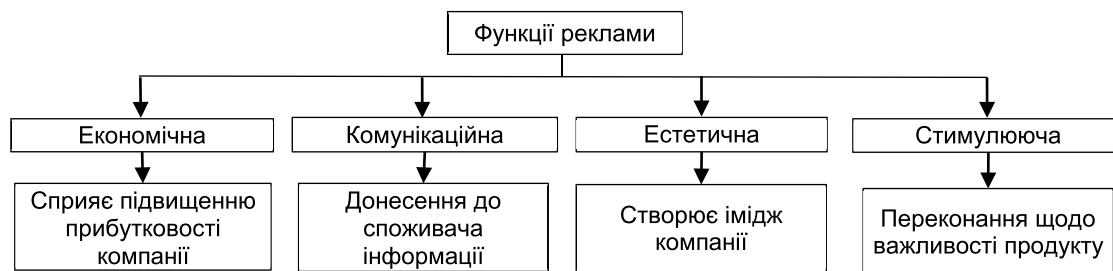 Функції реклами
Економічна
Комунікаційна
Естетична
Стимулююча
Сприяє підвищенню
прибутковості
компанії
Донесення до
споживача
інформації
Створює імідж
компанії
Переконання щодо
важливості продукту